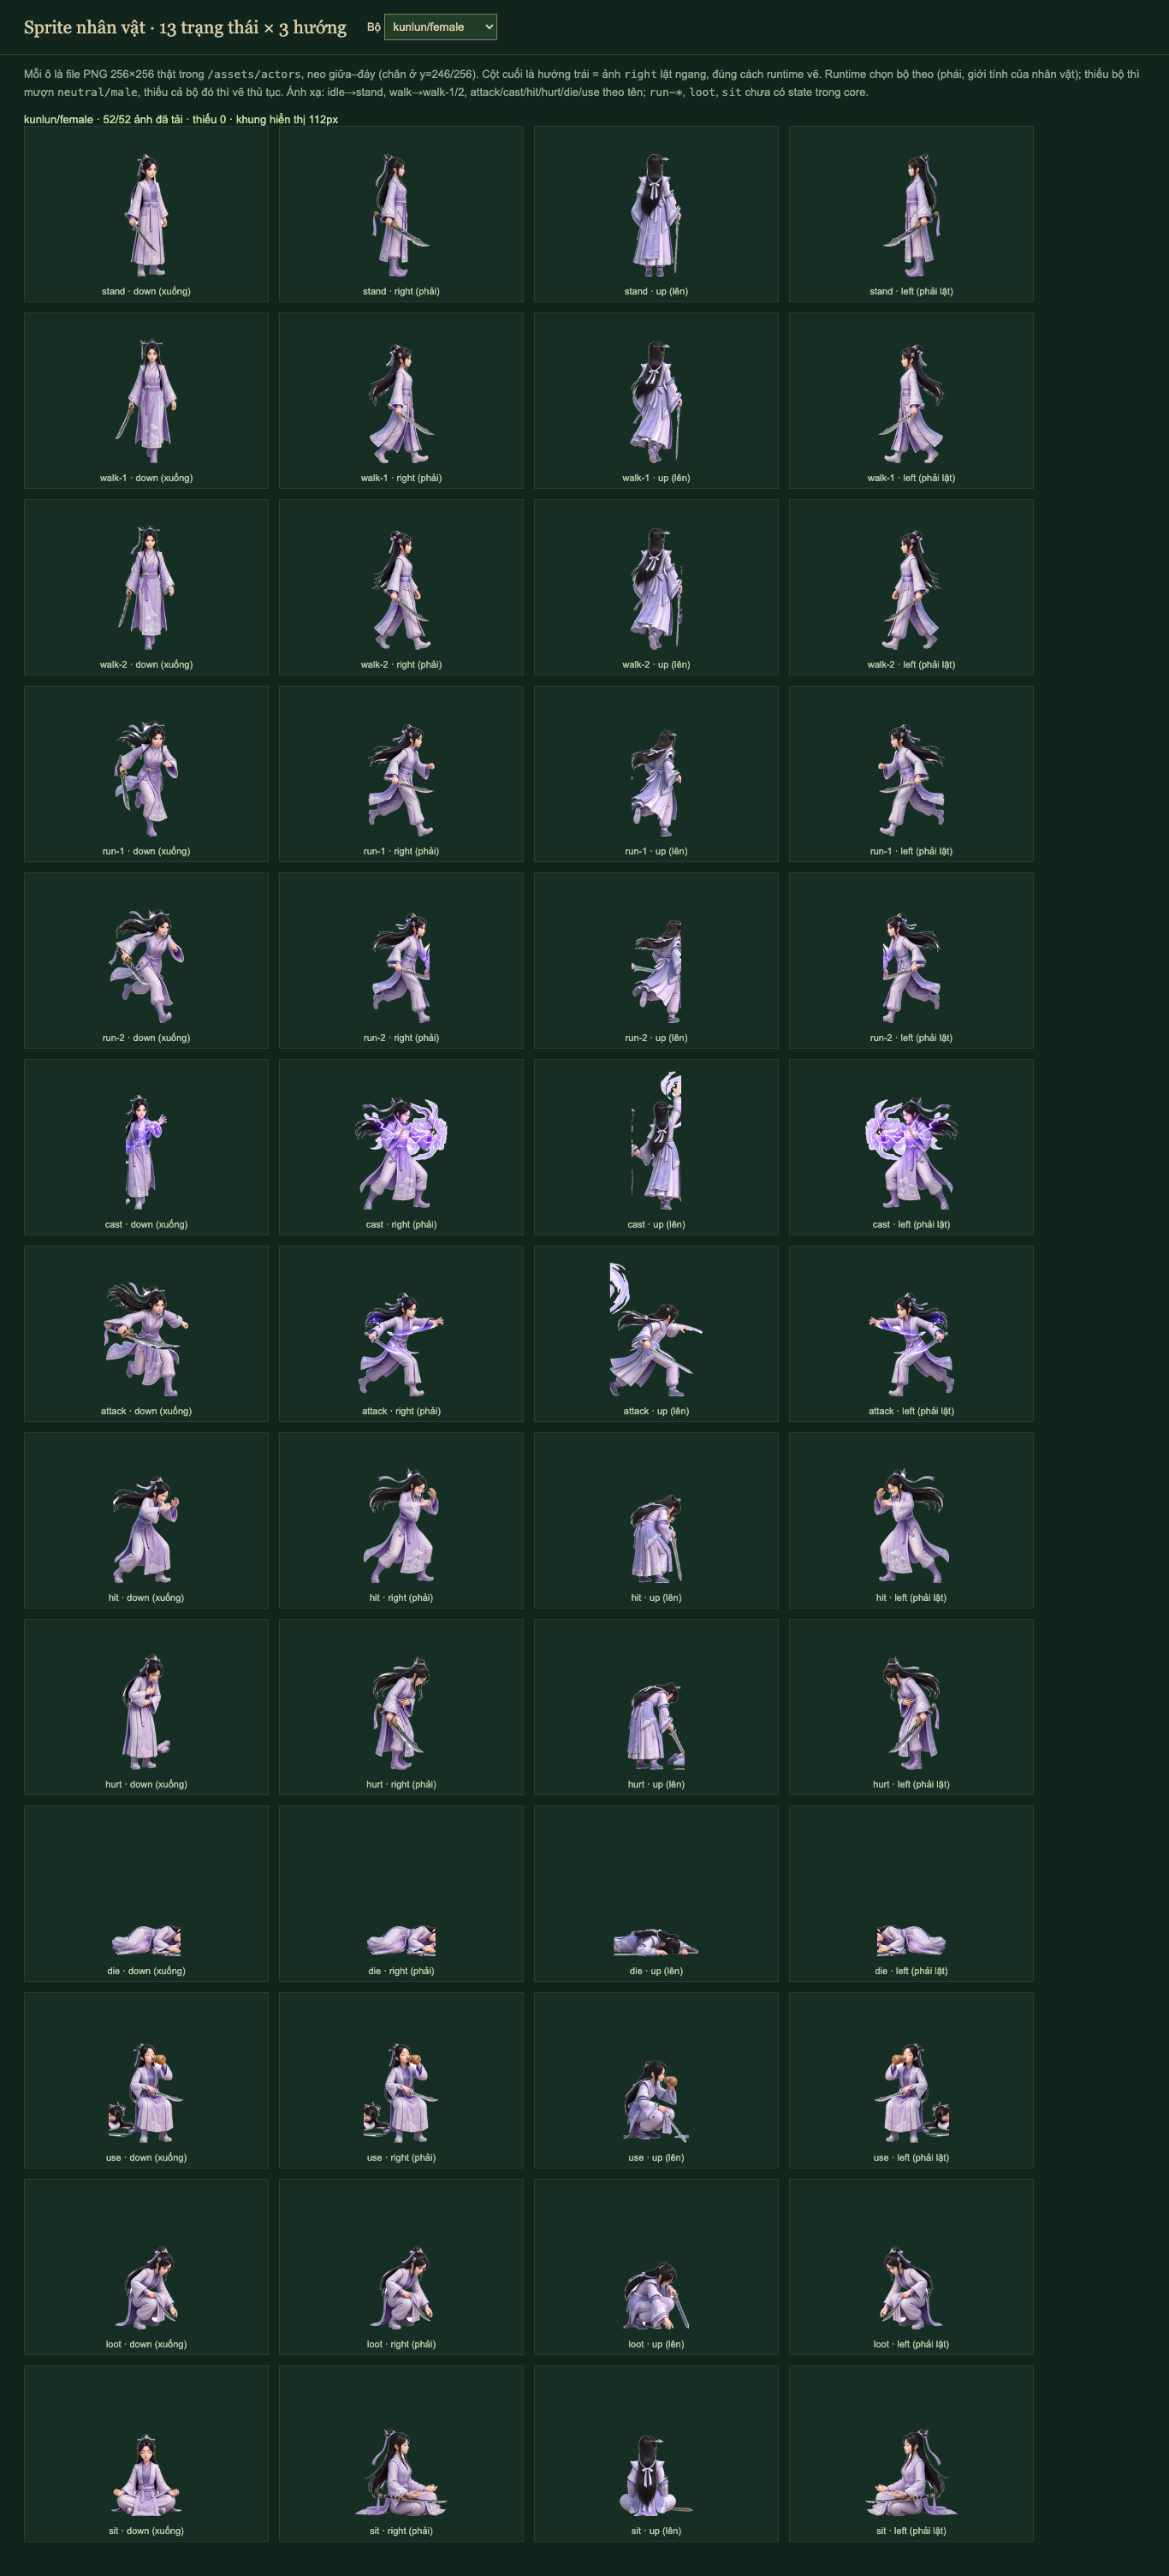 Sprite nhân vật · 13 trạng thái × 3 hướng
Bộ kunlun/female
Mỗi ô là file PNG 256×256 thật trong /assets/actors, neo giữa–đáy (chân ở y=246/256). Cột cuối là hướng trái = ảnh right lật ngang, đúng cách runtime vẽ. Runtime chọn bộ theo (phái, giới tính của nhân vật); thiếu bộ thì
mượn neutral/male, thiếu cả bộ đó thì vẽ thủ tục. Ánh xạ: idle→stand, walk→walk-1/2, attack/cast/hit/hurt/die/use theo tên; run-*, loot, sit chưa có state trong core.
kunlun/female · 52/52 ảnh đã tải · thiếu 0 · khung hiển thị 112px
stand · down (xuống)
stand · right (phải)
stand · up (lên)
stand · left (phải lật)
walk-1 · down (xuống)
walk-1 · right (phải)
walk-1 · up (lên)
walk-1 · left (phải lật)
walk-2 · down (xuống)
walk-2 · right (phải)
walk-2 · up (lên)
walk-2 · left (phải lật)
run-1 · down (xuống)
run-1 · right (phải)
run-1 · up (lên)
run-1 · left (phải lật)
run-2 · down (xuống)
run-2 · right (phải)
run-2 · up (lên)
run-2 · left (phải lật)
cast · down (xuống)
cast · right (phải)
cast · up (lên)
cast · left (phải lật)
attack · down (xuống)
attack · right (phải)
attack · up (lên)
attack · left (phải lật)
hit · down (xuống)
hit · right (phải)
hit · up (lên)
hit · left (phải lật)
hurt · down (xuống)
hurt · right (phải)
hurt · up (lên)
hurt · left (phải lật)
die · down (xuống)
die · right (phải)
die · up (lên)
die · left (phải lật)
use · down (xuống)
use · right (phải)
use · up (lên)
use · left (phải lật)
loot · down (xuống)
loot · right (phải)
loot · up (lên)
loot · left (phải lật)
sit · down (xuống)
sit · right (phải)
sit · up (lên)
sit · left (phải lật)